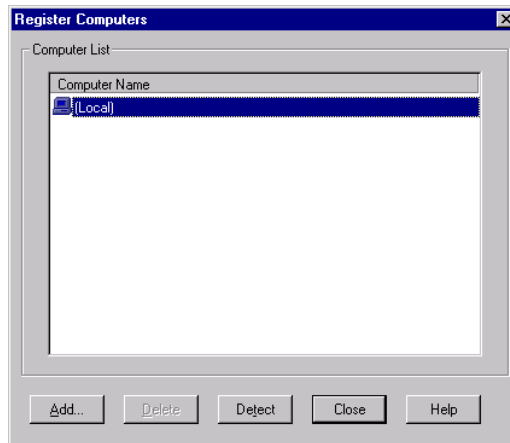 Register Computers
Computer List
Computer Name
(Local)
Add... Delete Detect Close Help